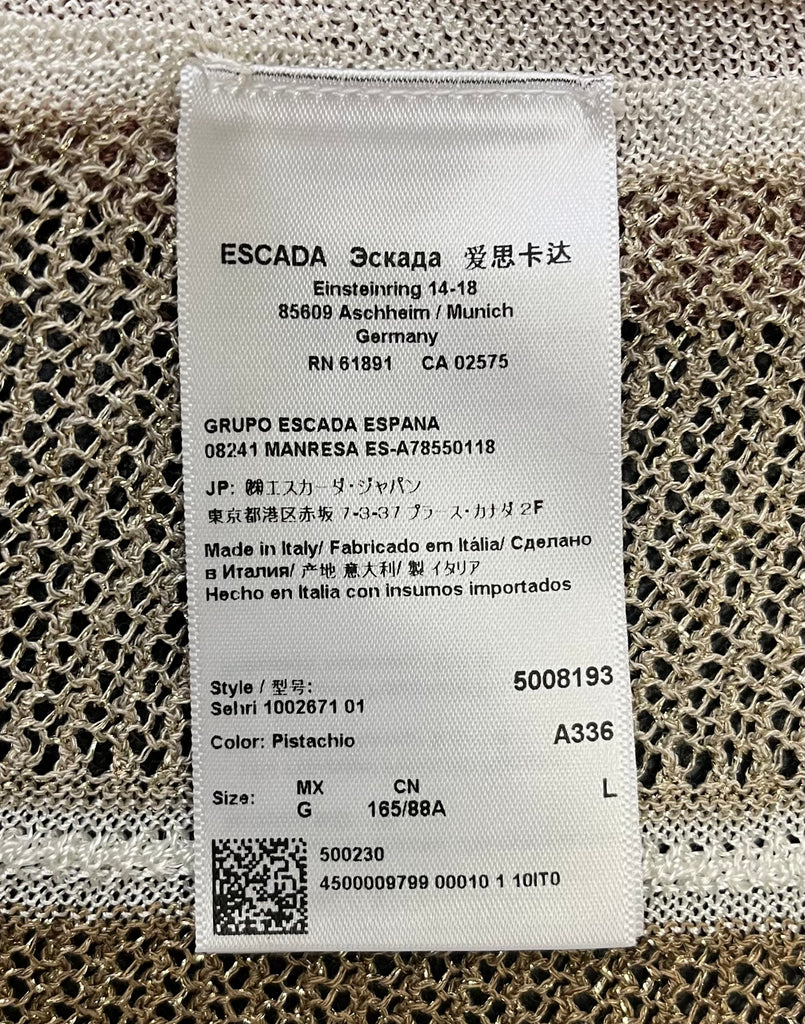 ESCADA Эскада 爱思卡达
Einsteinring 14-18
85609 Aschheim / Munich
Germany
RN 61891 CA 02575
GRUPO ESCADA ESPANA
08241 MANRESA ES-A78550118
JP: ㈱エスカーダ・ジャパン
東京都港区赤坂 7-3-37 プラース・カナダ 2F
Made in Italy/ Fabricado em Itália/ Сделано
в Италия/ 产地 意大利/ 製 イタリア
Hecho en Italia con insumos importados
Style / 型号: 5008193
Sehri 1002671 01
Color: Pistachio A336
MX CN
Size: G 165/88A L
500230
4500009799 00010 1 10IT0